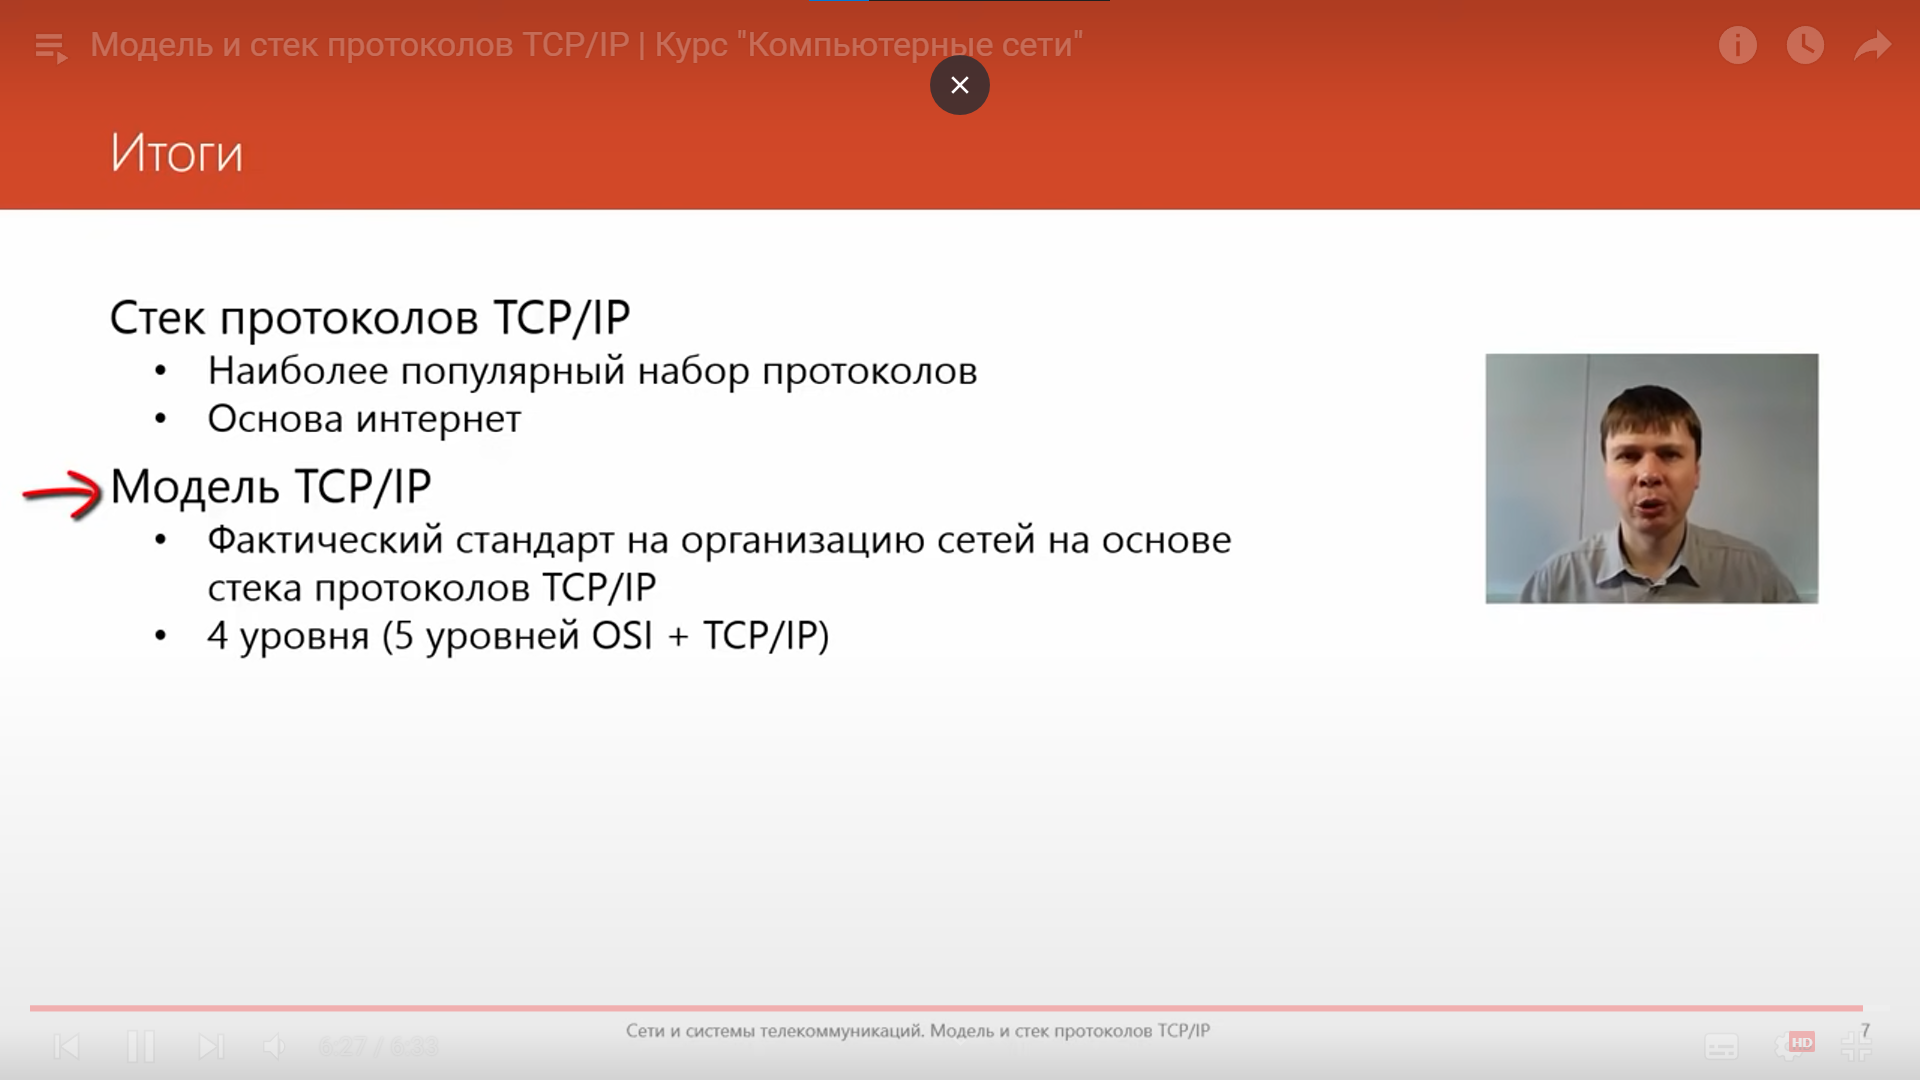 Модель и стек протоколов TCP/IP | Курс "Компьютерные сети"
Итоги
Стек протоколов TCP/IP
• Наиболее популярный набор протоколов
• Основа интернет
Модель TCP/IP
• Фактический стандарт на организацию сетей на основе
стека протоколов TCP/IP
• 4 уровня (5 уровней OSI + TCP/IP)
Сети и системы телекоммуникаций. Модель и стек протоколов TCP/IP
7
6:27 / 6:33
HD